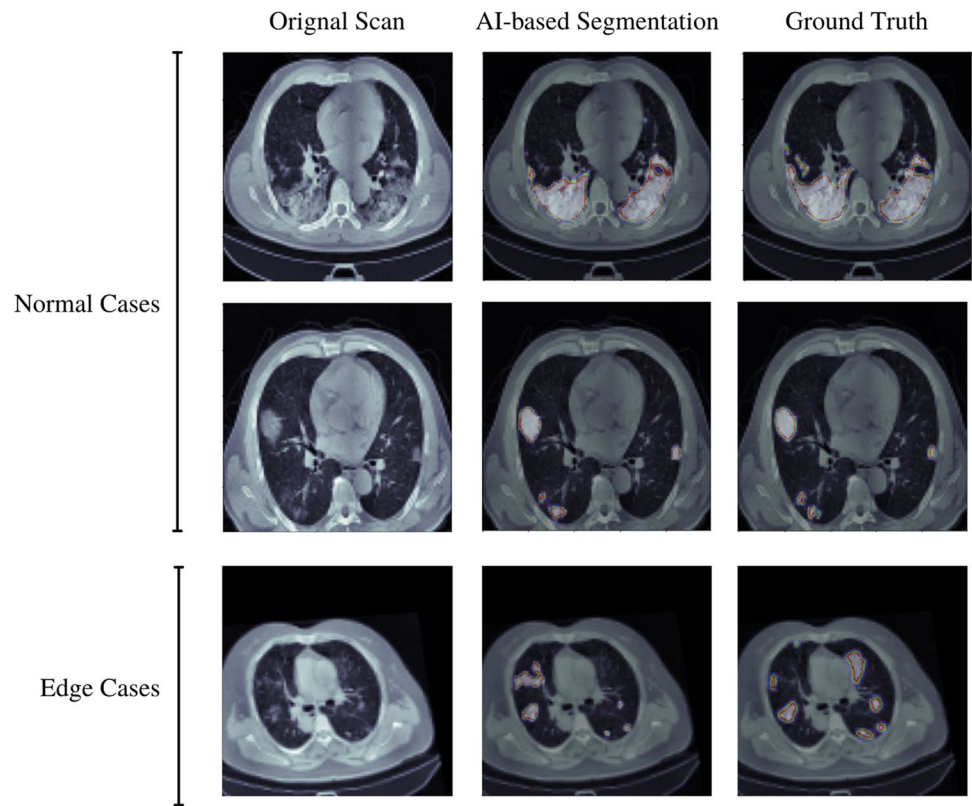 Orignal Scan
AI-based Segmentation
Ground Truth
Normal Cases
Edge Cases